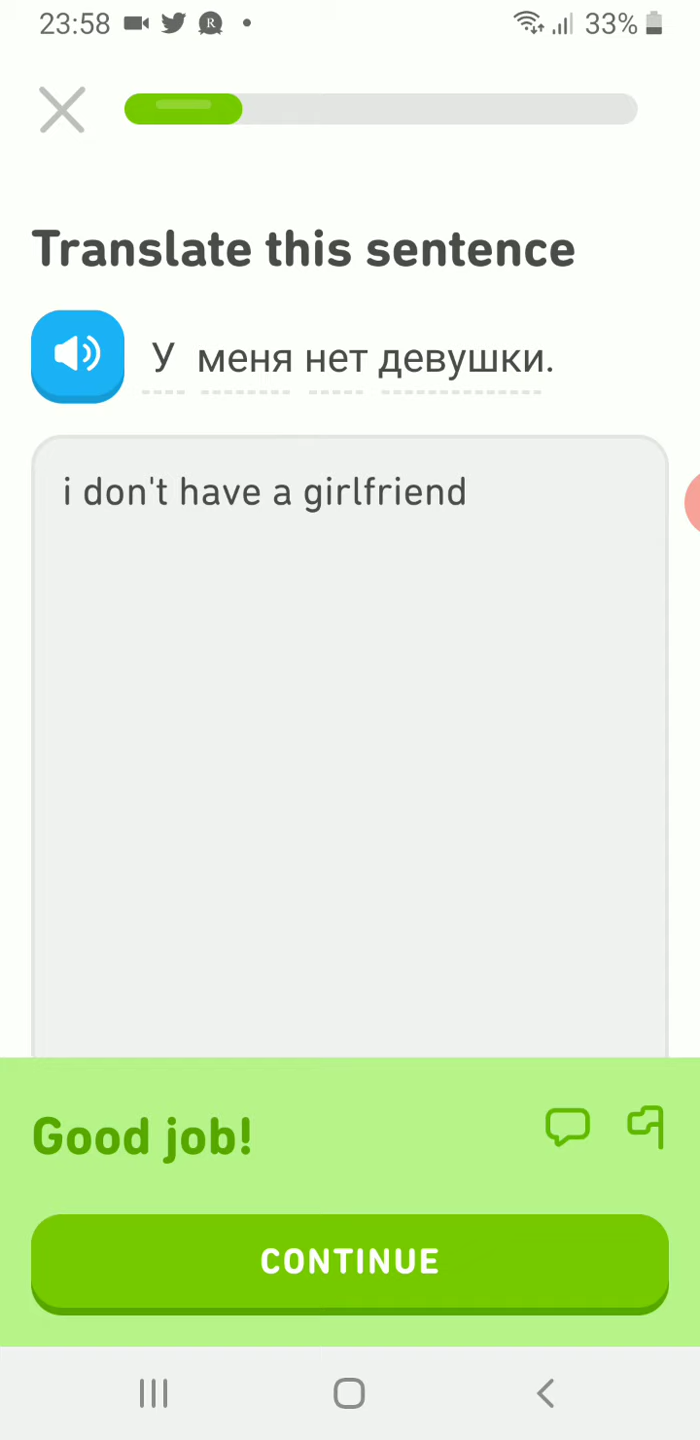 23:58 33%
Translate this sentence
У меня нет девушки.
i don't have a girlfriend
Good job!
CONTINUE